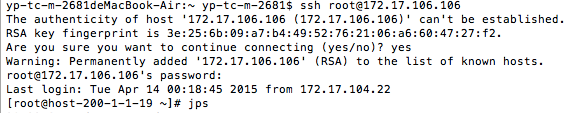 yp-tc-m-2681deMacBook-Air:~ yp-tc-m-2681$ ssh root@172.17.106.106
The authenticity of host '172.17.106.106 (172.17.106.106)' can't be established.
RSA key fingerprint is 3e:25:6b:09:a7:b4:49:52:76:21:06:a6:60:47:27:f2.
Are you sure you want to continue connecting (yes/no)? yes
Warning: Permanently added '172.17.106.106' (RSA) to the list of known hosts.
root@172.17.106.106's password:
Last login: Tue Apr 14 00:18:45 2015 from 172.17.104.22
[root@host-200-1-1-19 ~]# jps